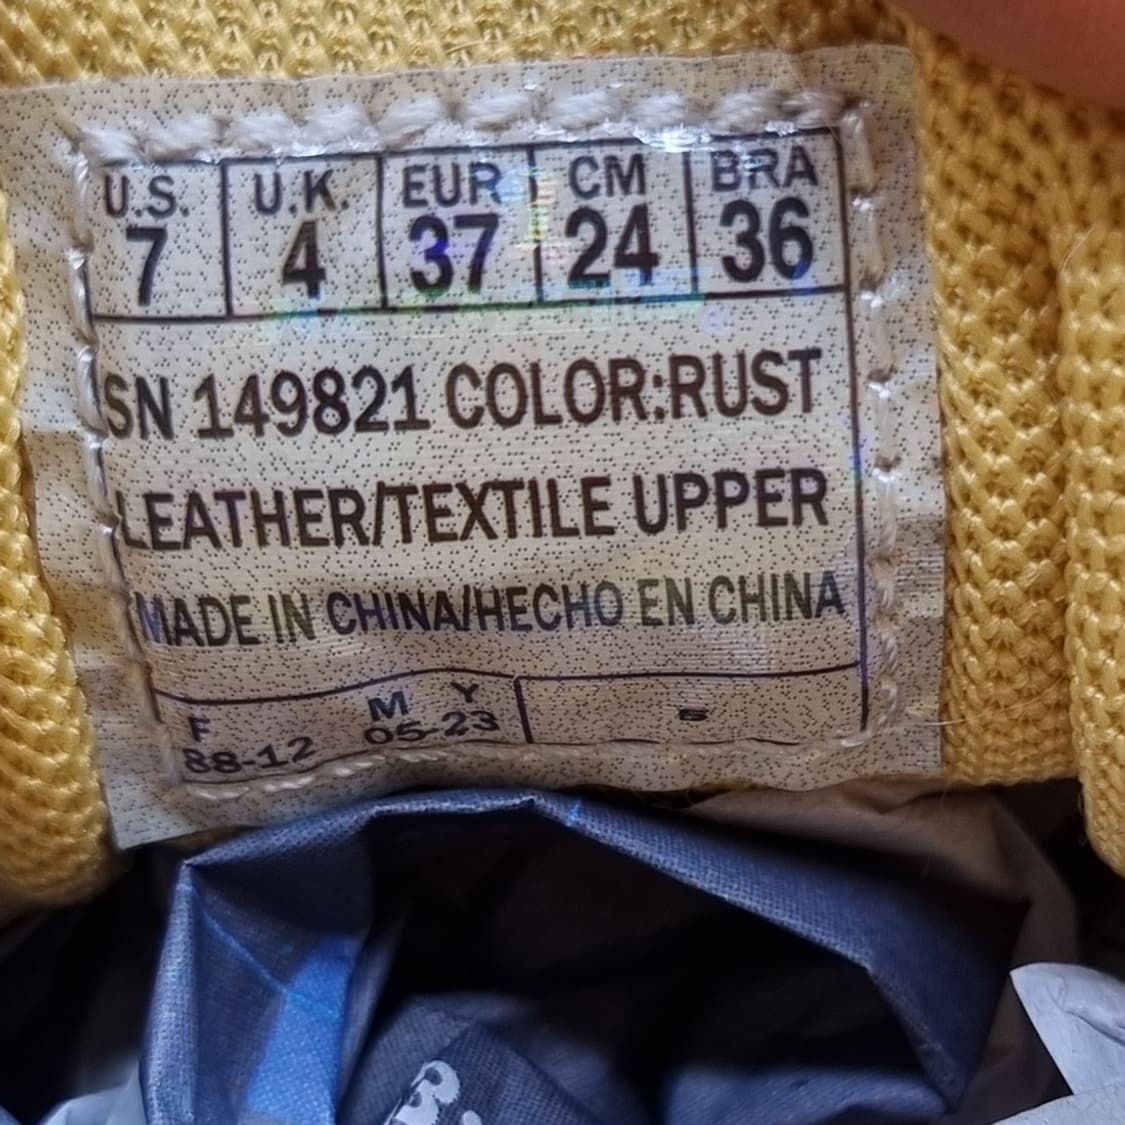 U.S. U.K. EUR CM BRA
7 4 37 24 36
SN 149821 COLOR:RUST
LEATHER/TEXTILE UPPER
MADE IN CHINA/HECHO EN CHINA
F M Y
88-12 05-23